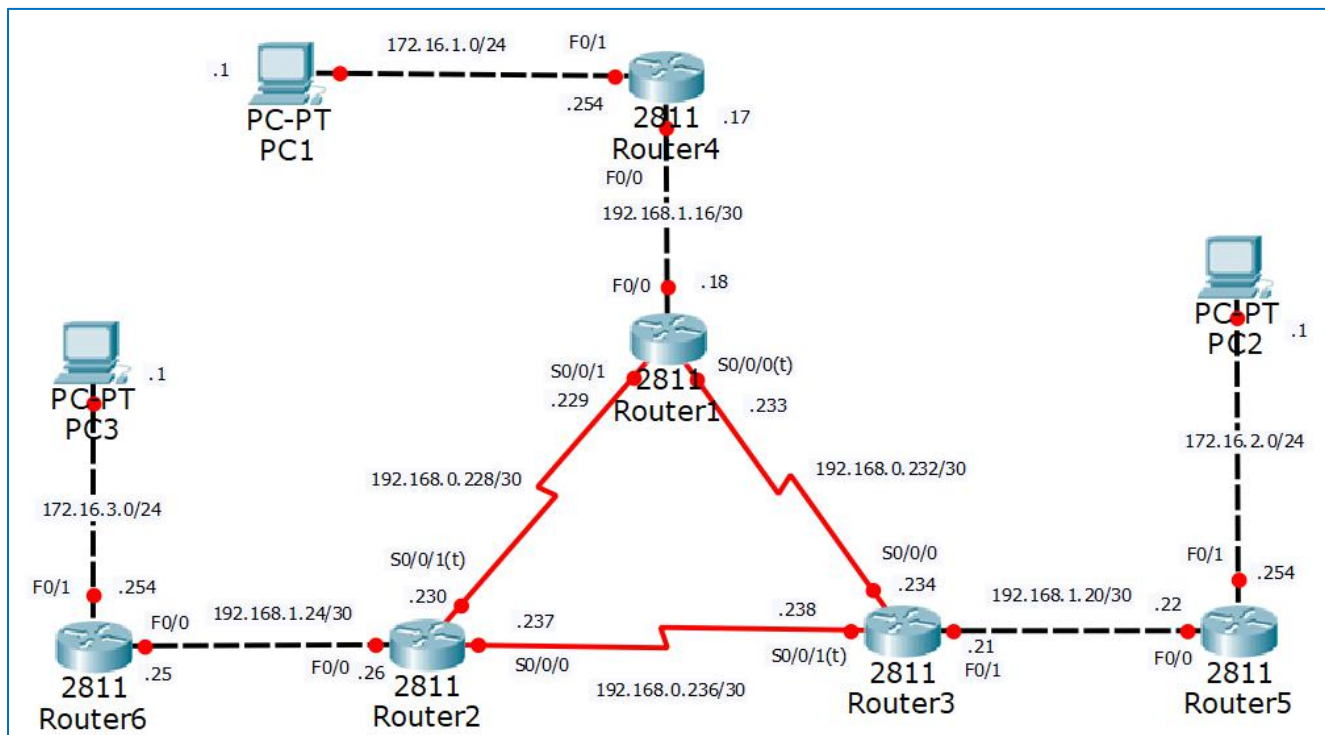 172.16.1.0/24
F0/1
.1
.254
PC-PT
PC1
2811
Router4
.17
F0/0
192.168.1.16/30
F0/0
.18
S0/0/1
2811
Router1
S0/0/0(t)
.229
.233
PC-PT
PC2
.1
PC-PT
PC3
.1
172.16.2.0/24
192.168.0.228/30
192.168.0.232/30
172.16.3.0/24
S0/0/1(t)
.230
S0/0/0
.234
F0/1
.254
F0/1
.254
F0/0
192.168.1.24/30
.25
F0/0
.26
.237
S0/0/0
.238
S0/0/1(t)
192.168.1.20/30
.21
F0/1
.22
F0/0
192.168.0.236/30
2811
Router6
2811
Router2
2811
Router3
2811
Router5